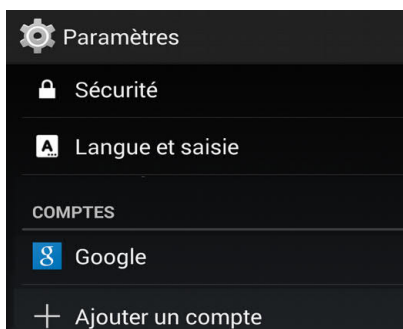 Paramètres
Sécurité
A
Langue et saisie
COMPTES
g
Google
Ajouter un compte